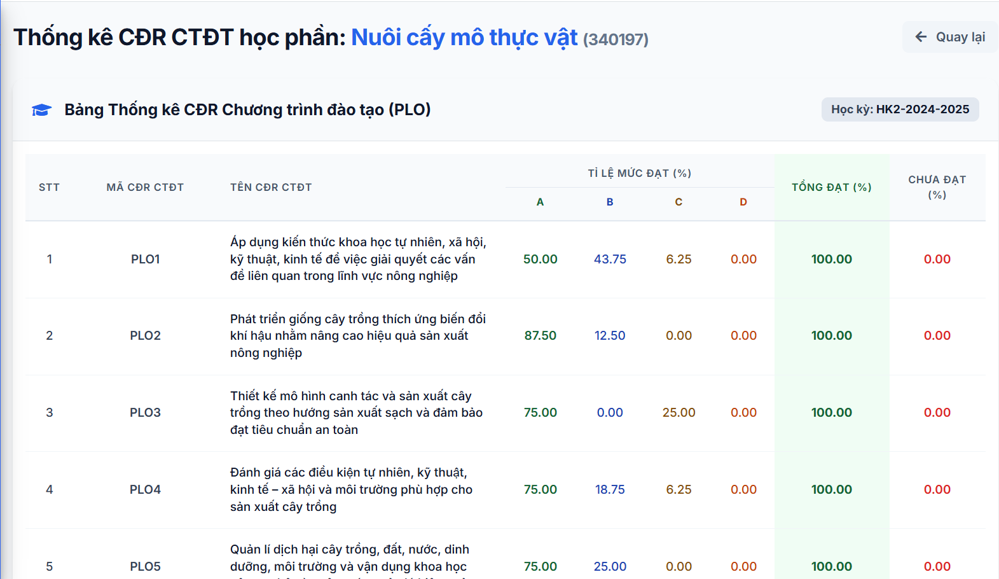 Thống kê CĐR CTĐT học phần: Nuôi cấy mô thực vật (340197)
Quay lại
Bảng Thống kê CĐR Chương trình đào tạo (PLO)
Học kỳ: HK2-2024-2025
STT MÃ CĐR CTĐT TÊN CĐR CTĐT TỈ LỆ MỨC ĐẠT (%) TỔNG ĐẠT (%) CHƯA ĐẠT
(%)
A B C D
Áp dụng kiến thức khoa học tự nhiên, xã hội,
1 PLO1 kỹ thuật, kinh tế để việc giải quyết các vấn 50.00 43.75 6.25 0.00 100.00 0.00
đề liên quan trong lĩnh vực nông nghiệp
Phát triển giống cây trồng thích ứng biến đổi
2 PLO2 khí hậu nhằm nâng cao hiệu quả sản xuất 87.50 12.50 0.00 0.00 100.00 0.00
nông nghiệp
Thiết kế mô hình canh tác và sản xuất cây
3 PLO3 trồng theo hướng sản xuất sạch và đảm bảo 75.00 0.00 25.00 0.00 100.00 0.00
đạt tiêu chuẩn an toàn
Đánh giá các điều kiện tự nhiên, kỹ thuật,
4 PLO4 kinh tế – xã hội và môi trường phù hợp cho 75.00 18.75 6.25 0.00 100.00 0.00
sản xuất cây trồng
Quản lí dịch hại cây trồng, đất, nước, dinh
5 PLO5 dưỡng, môi trường và vận dụng khoa học 75.00 25.00 0.00 0.00 100.00 0.00